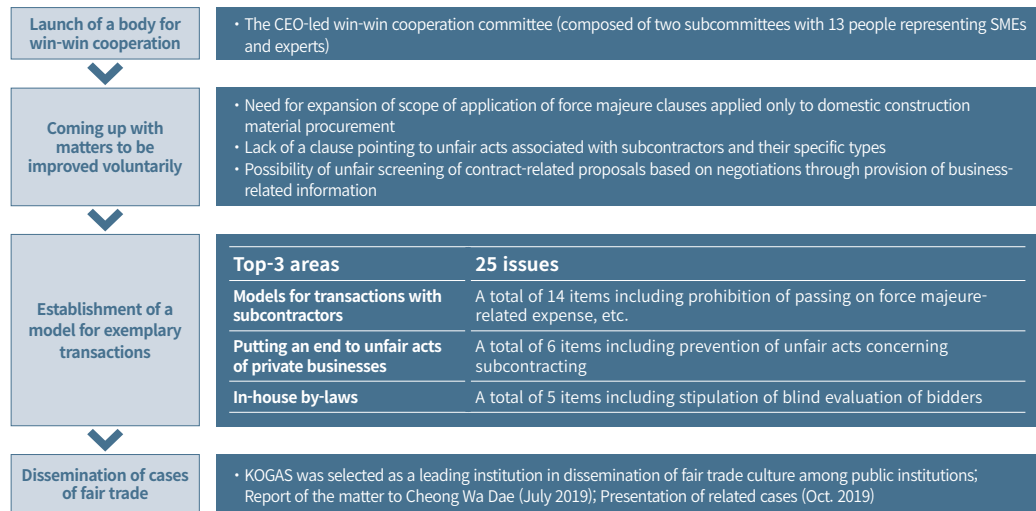 Launch of a body for
win-win cooperation
・The CEO-led win-win cooperation committee (composed of two subcommittees with 13 people representing SMEs
and experts)
Coming up with
matters to be
improved voluntarily
・Need for expansion of scope of application of force majeure clauses applied only to domestic construction
material procurement
・Lack of a clause pointing to unfair acts associated with subcontractors and their specific types
・Possibility of unfair screening of contract-related proposals based on negotiations through provision of business-
related information
Establishment of a
model for exemplary
transactions
Top-3 areas 25 issues
Models for transactions with
subcontractors
A total of 14 items including prohibition of passing on force majeure-
related expense, etc.
Putting an end to unfair acts
of private businesses
A total of 6 items including prevention of unfair acts concerning
subcontracting
In-house by-laws A total of 5 items including stipulation of blind evaluation of bidders
Dissemination of cases
of fair trade
・KOGAS was selected as a leading institution in dissemination of fair trade culture among public institutions;
Report of the matter to Cheong Wa Dae (July 2019); Presentation of related cases (Oct. 2019)